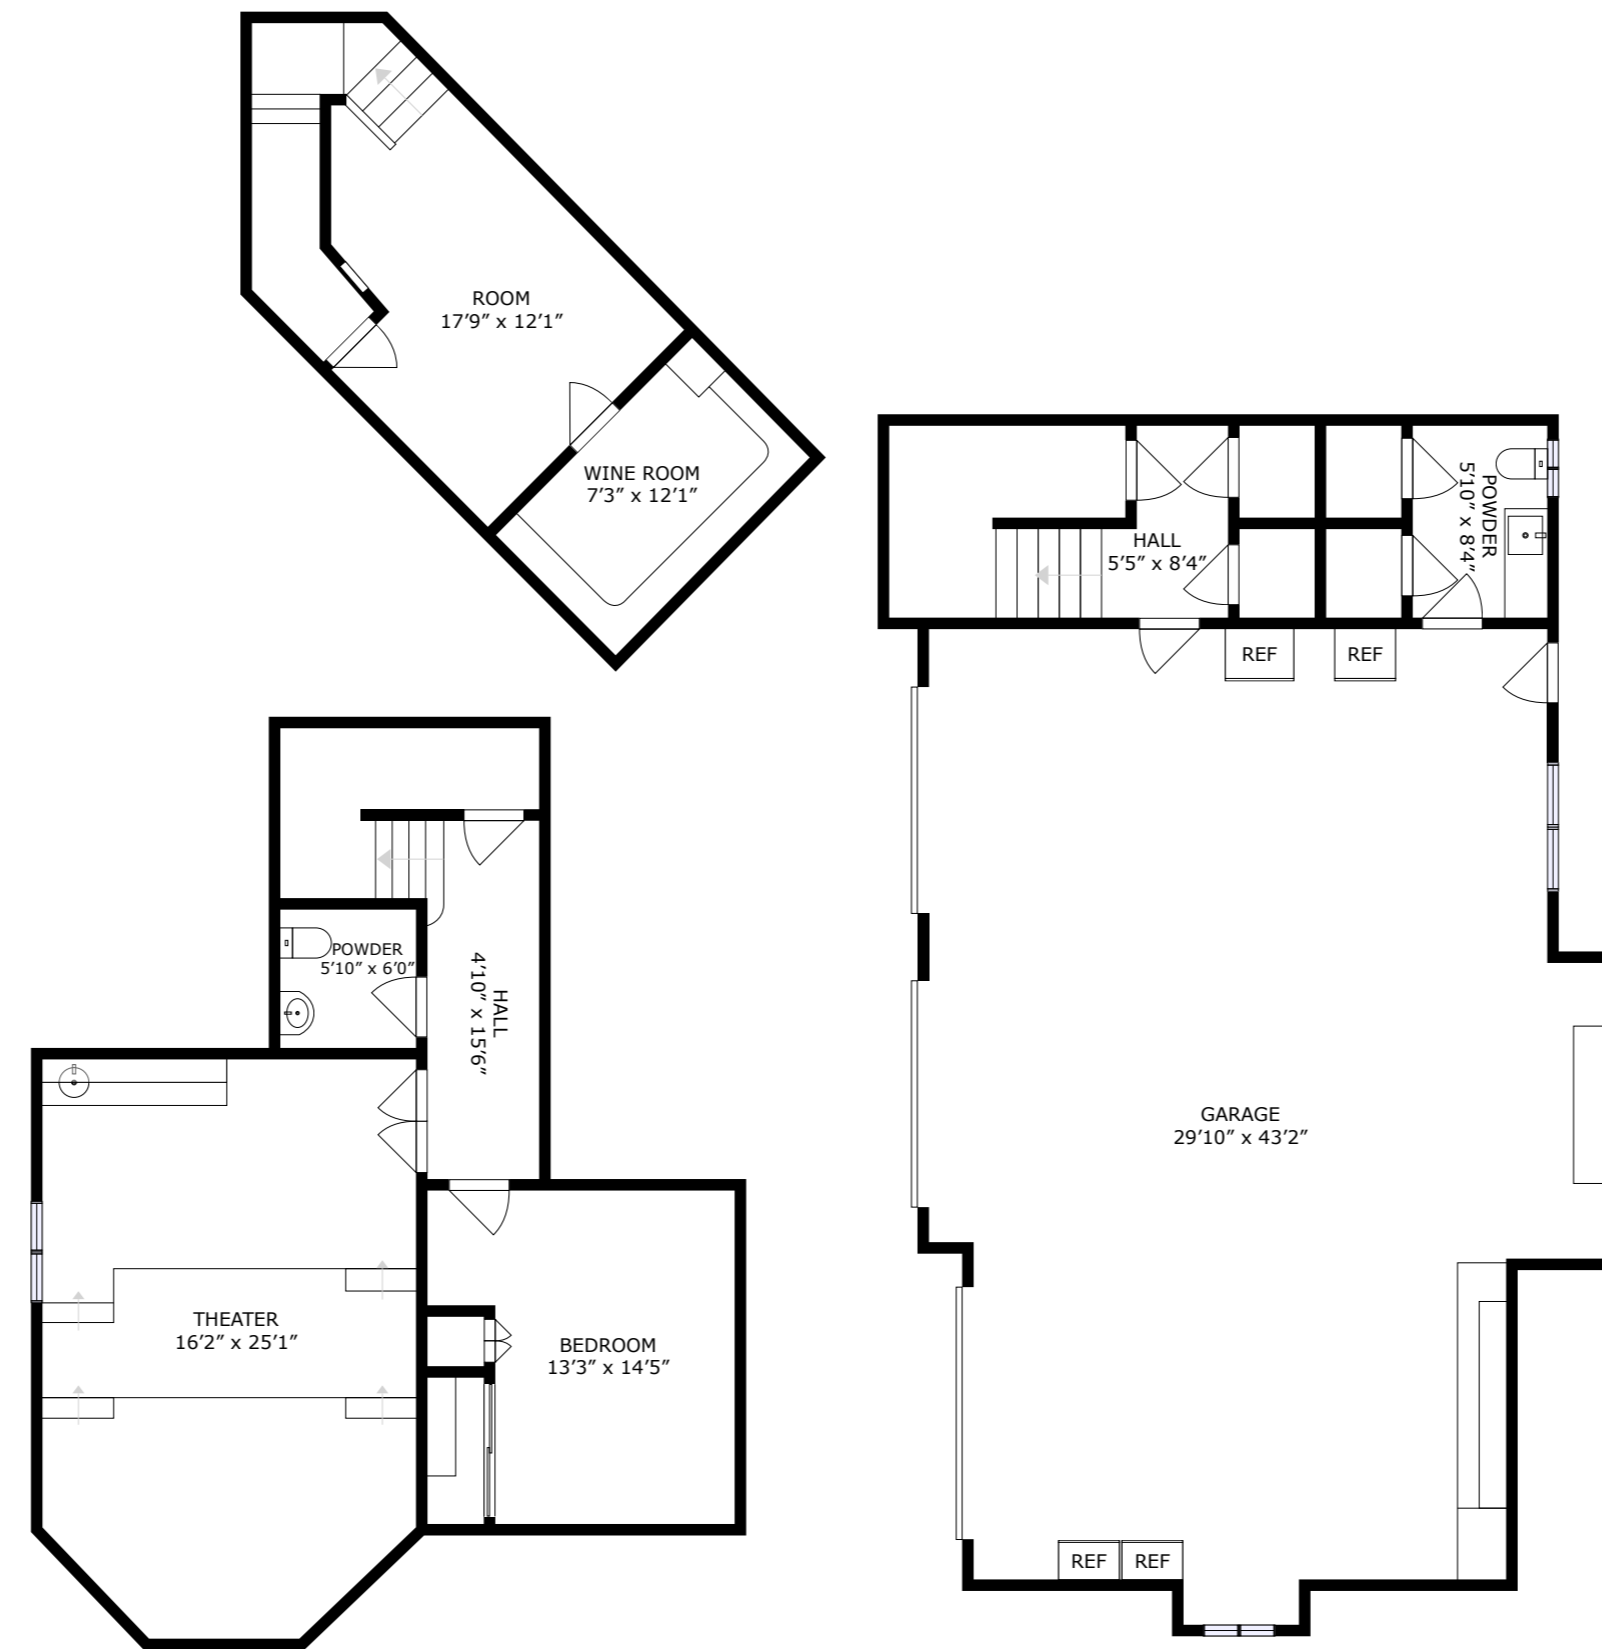 ROOM
17’9” x 12’1”
WINE ROOM
7’3” x 12’1”
POWDER
5’10” x 8’4”
HALL
5’5” x 8’4”
REF
REF
POWDER
5’10” x 6’0”
HALL
4’10” x 15’6”
GARAGE
29’10” x 43’2”
THEATER
16’2” x 25’1”
BEDROOM
13’3” x 14’5”
REF
REF